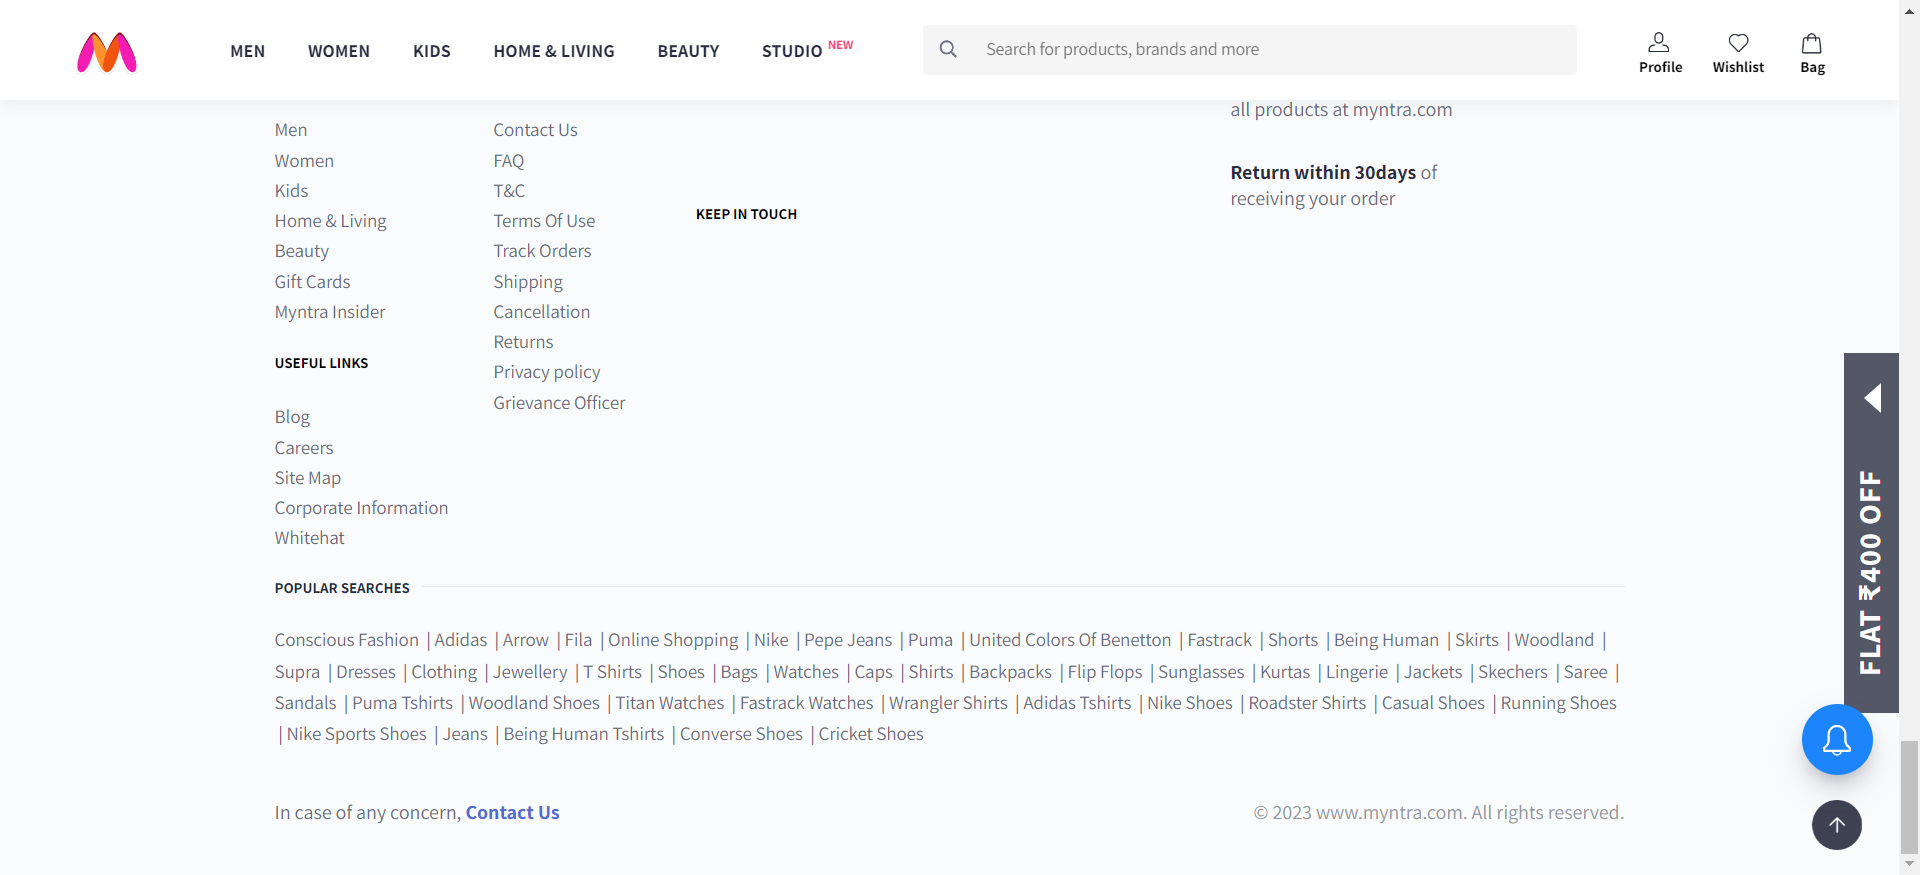 MEN WOMEN KIDS HOME & LIVING BEAUTY STUDIO NEW
Search for products, brands and more
Profile Wishlist Bag
Men
Women
Kids
Home & Living
Beauty
Gift Cards
Myntra Insider
USEFUL LINKS
Blog
Careers
Site Map
Corporate Information
Whitehat
Contact Us
FAQ
T&C
Terms Of Use
Track Orders
Shipping
Cancellation
Returns
Privacy policy
Grievance Officer
KEEP IN TOUCH
all products at myntra.com
Return within 30days of
receiving your order
FLAT ₹400 OFF
POPULAR SEARCHES
Conscious Fashion | Adidas | Arrow | Fila | Online Shopping | Nike | Pepe Jeans | Puma | United Colors Of Benetton | Fastrack | Shorts | Being Human | Skirts | Woodland |
Supra | Dresses | Clothing | Jewellery | T Shirts | Shoes | Bags | Watches | Caps | Shirts | Backpacks | Flip Flops | Sunglasses | Kurtas | Lingerie | Jackets | Skechers | Saree |
Sandals | Puma Tshirts | Woodland Shoes | Titan Watches | Fastrack Watches | Wrangler Shirts | Adidas Tshirts | Nike Shoes | Roadster Shirts | Casual Shoes | Running Shoes
| Nike Sports Shoes | Jeans | Being Human Tshirts | Converse Shoes | Cricket Shoes
In case of any concern, Contact Us
© 2023 www.myntra.com. All rights reserved.